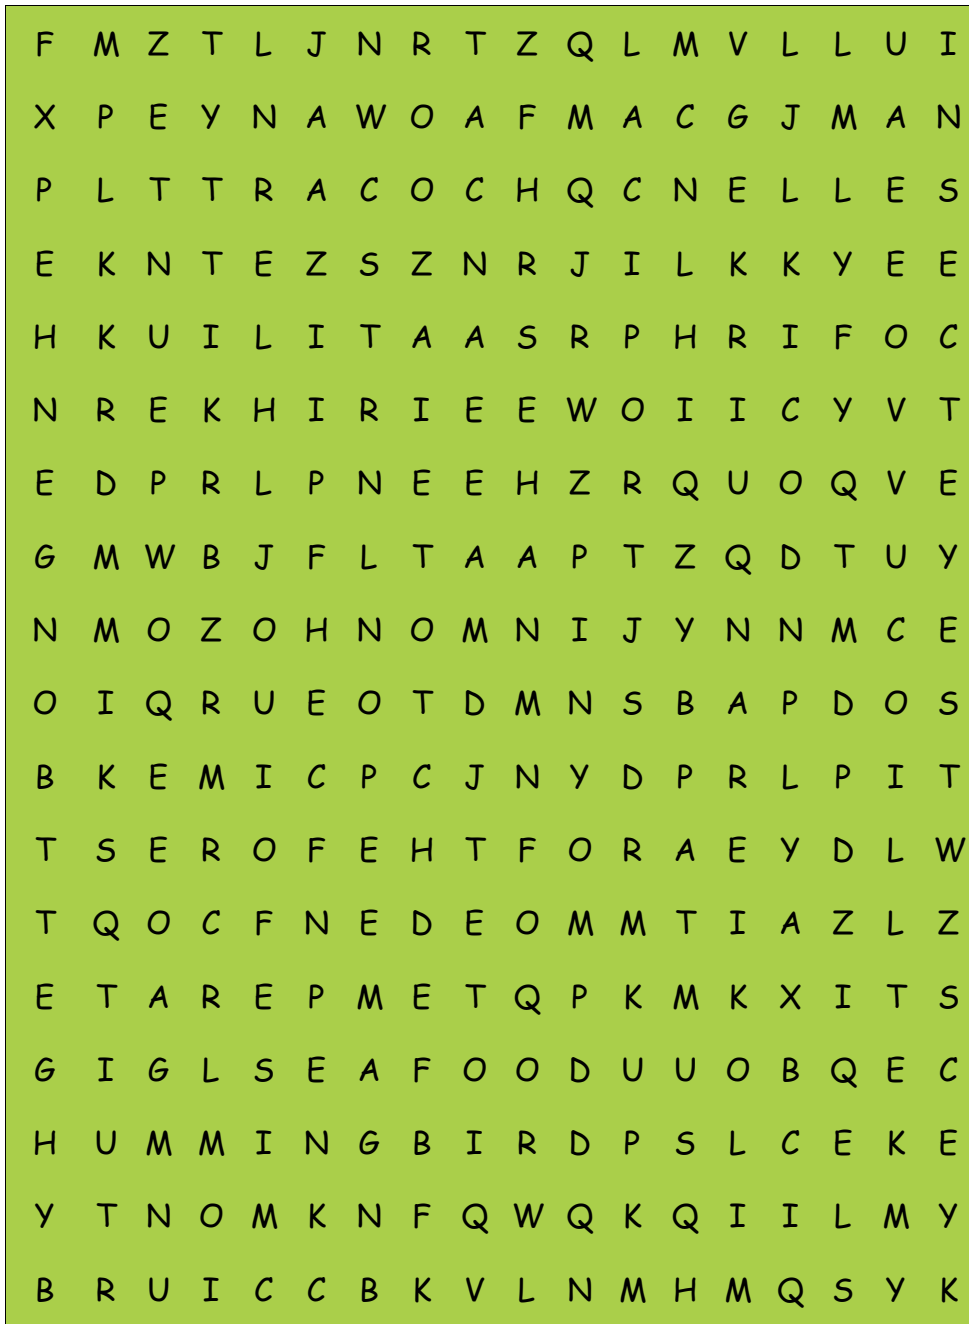 F M Z T L J N R T Z Q L M V L L U I
X P E Y N A W O A F M A C G J M A N
P L T T R A C O C H Q C N E L L E S
E K N T E Z S Z N R J I L K K Y E E
H K U I L I T A A S R P H R I F O C
N R E K H I R I E E W O I I C Y V T
E D P R L P N E E H Z R Q U O Q V E
G M W B J F L T A A P T Z Q D T U Y
N M O Z O H N O M N I J Y N N M C E
O I Q R U E O T D M N S B A P D O S
B K E M I C P C J N Y D P R L P I T
T S E R O F E H T F O R A E Y D L W
T Q O C F N E D E O M M T I A Z L Z
E T A R E P M E T Q P K M K X I T S
G I G L S E A F O O D U U O B Q E C
H U M M I N G B I R D P S L C E K E
Y T N O M K N F Q W Q K Q I I L M Y
B R U I C C B K V L N M H M Q S Y K